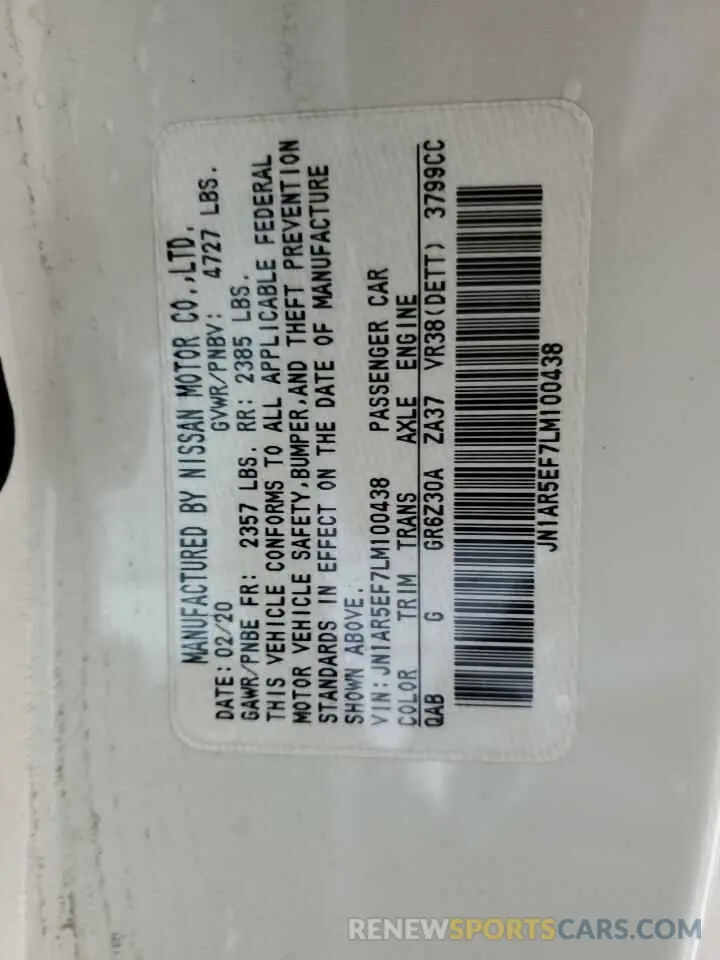 MANUFACTURED BY NISSAN MOTOR CO.,LTD.
DATE: 02/20 GVWR/PNBV: 4727 LBS.
GAWR/PNBE FR: 2357 LBS. RR: 2385 LBS.
THIS VEHICLE CONFORMS TO ALL APPLICABLE FEDERAL
MOTOR VEHICLE SAFETY,BUMPER,AND THEFT PREVENTION
STANDARDS IN EFFECT ON THE DATE OF MANUFACTURE
SHOWN ABOVE.
VIN:JN1AR5EF7LM100438 PASSENGER CAR
COLOR TRIM TRANS AXLE ENGINE
QAB G GR6Z30A ZA37 VR38(DETT) 3799CC
JN1AR5EF7LM100438
RENEWSPORTSCARS.COM